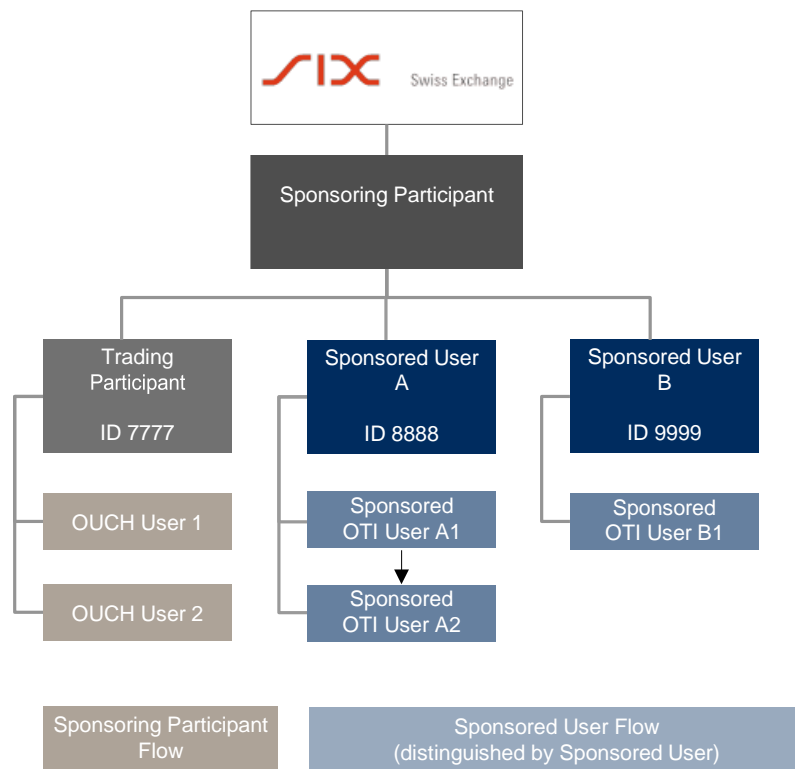 SIX Swiss Exchange
Sponsoring Participant
Trading
Participant
ID 7777
Sponsored User
A
ID 8888
Sponsored User
B
ID 9999
OUCH User 1
Sponsored
OTI User A1
Sponsored
OTI User B1
OUCH User 2
Sponsored
OTI User A2
Sponsoring Participant
Flow
Sponsored User Flow
(distinguished by Sponsored User)